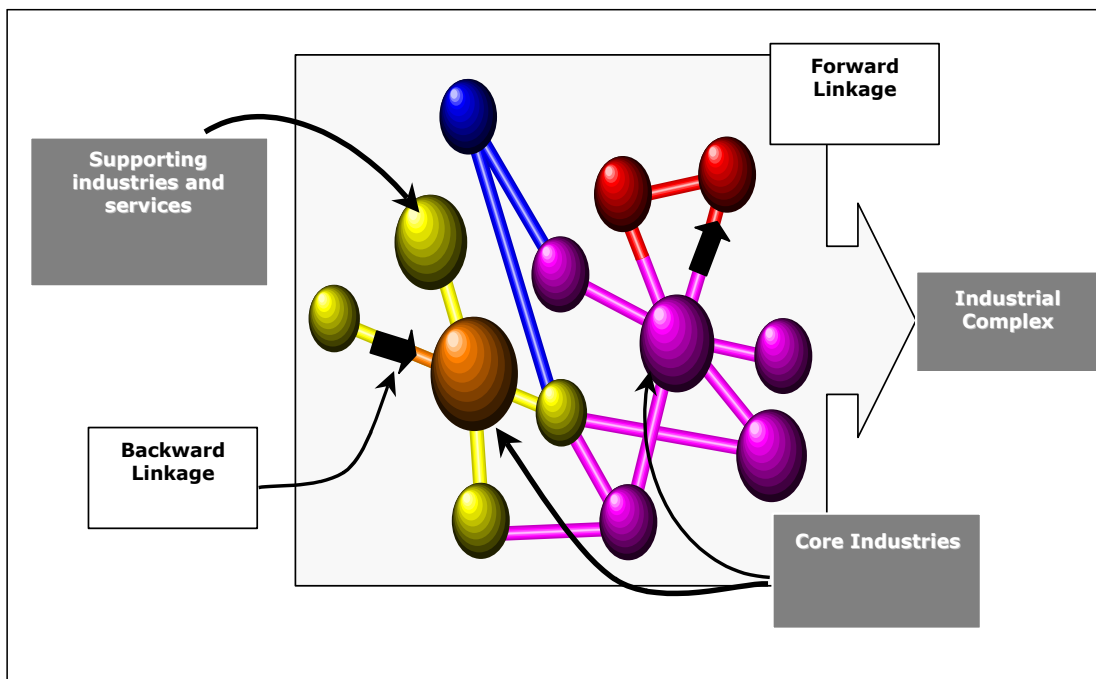 Forward
Linkage
Supporting
industries and
services
Industrial
Complex
Backward
Linkage
Core Industries